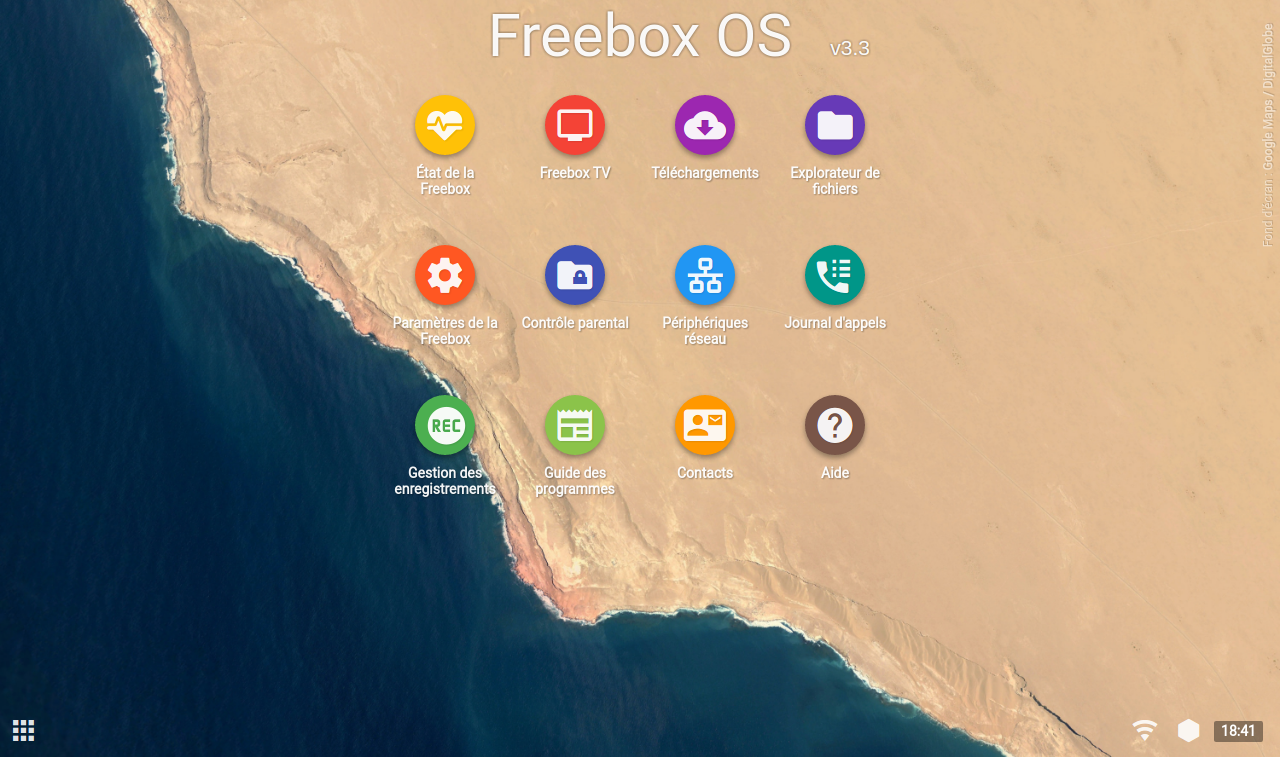 Freebox OS v3.3
Fond d'écran : Google Maps / DigitalGlobe
État de la
Freebox
Freebox TV
Téléchargements
Explorateur de
fichiers
Paramètres de la
Freebox
Contrôle parental
Périphériques
réseau
Journal d'appels
REC
Gestion des
enregistrements
Guide des
programmes
Contacts
?
Aide
18:41